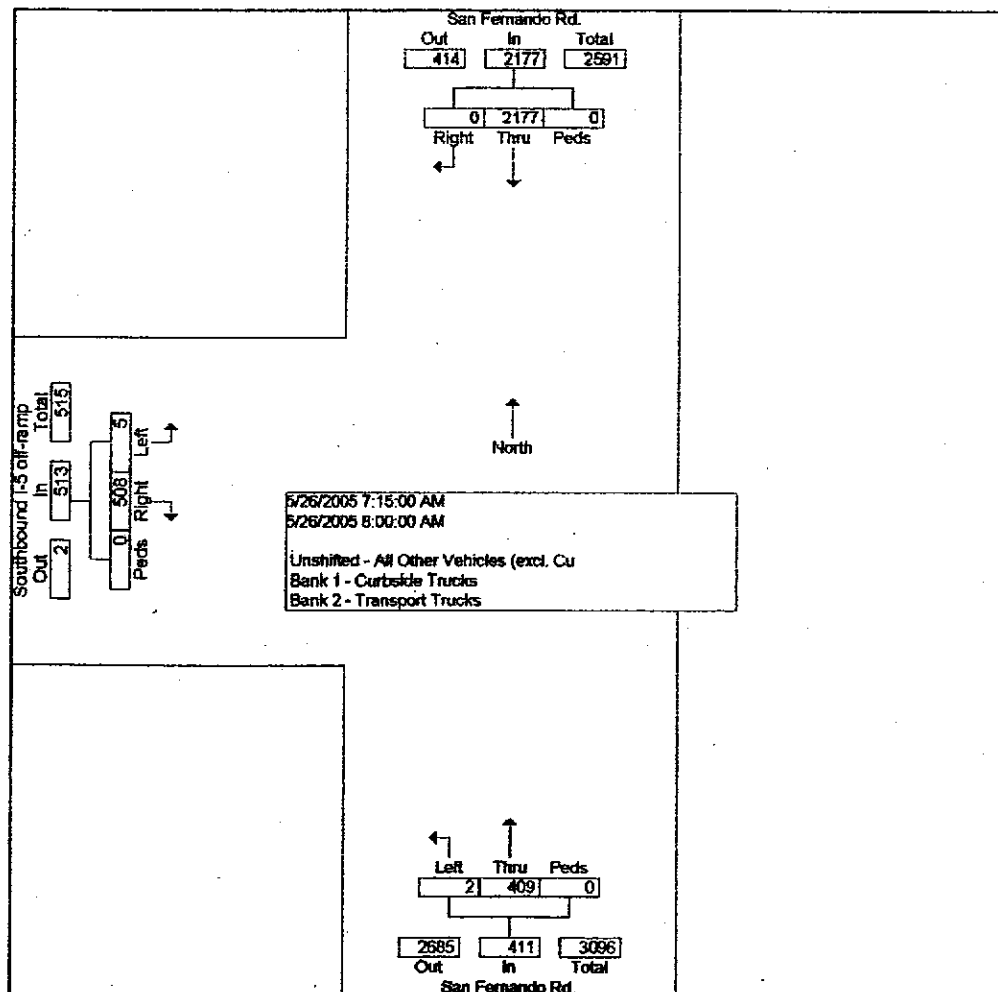 San Fernando Rd.
Out In Total
414 2177 2591
0 2177 0
Right Thru Peds
Southbound I-5 off-ramp
Out In Total
2 513 515
0 508 5
Peds Right Left
North
5/26/2005 7:15:00 AM
5/26/2005 8:00:00 AM
Unshifted - All Other Vehicles (excl. Cu
Bank 1 - Curbside Trucks
Bank 2 - Transport Trucks
Left Thru Peds
2 409 0
2685 411 3096
Out In Total
San Fernando Rd.